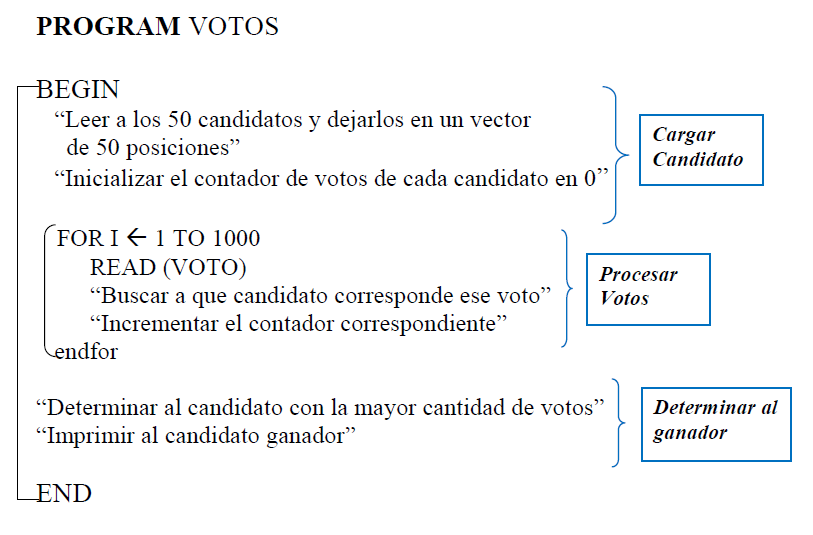 PROGRAM VOTOS
BEGIN
“Leer a los 50 candidatos y dejarlos en un vector
de 50 posiciones”
“Inicializar el contador de votos de cada candidato en 0”
Cargar
Candidato
FOR I ← 1 TO 1000
READ (VOTO)
“Buscar a que candidato corresponde ese voto”
“Incrementar el contador correspondiente”
endfor
Procesar
Votos
“Determinar al candidato con la mayor cantidad de votos”
“Imprimir al candidato ganador”
Determinar al
ganador
END